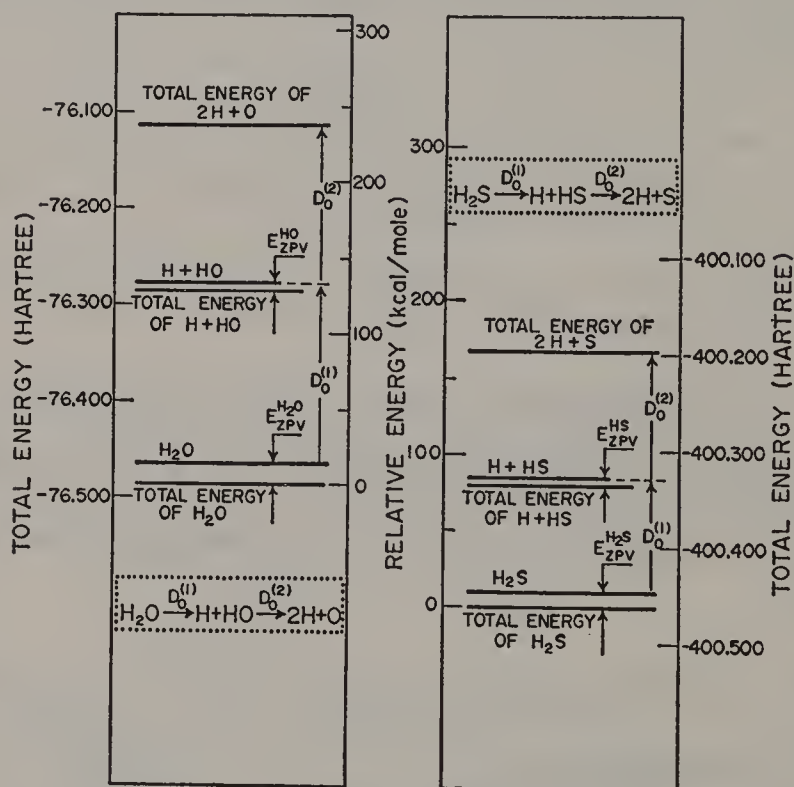 TOTAL ENERGY (HARTREE)
-76.100
-76.200
-76.300
-76.400
-76.500
TOTAL ENERGY OF
2H+O
D₀⁽²⁾
E_ZPV^HO
H+HO
TOTAL ENERGY
OF H+HO
D₀⁽¹⁾
E_ZPV^H₂O
H₂O
TOTAL ENERGY
OF H₂O
H₂O D₀⁽¹⁾→ H+HO D₀⁽²⁾→ 2H+O
300
200
100
0
RELATIVE ENERGY (kcal/mole)
300
200
100
0
H₂S D₀⁽¹⁾→ H+HS D₀⁽²⁾→ 2H+S
TOTAL ENERGY OF
2H+S
D₀⁽²⁾
E_ZPV^HS
H+HS
TOTAL ENERGY
OF H+HS
D₀⁽¹⁾
E_ZPV^H₂S
H₂S
TOTAL ENERGY
OF H₂S
-400.100
-400.200
-400.300
-400.400
-400.500
TOTAL ENERGY (HARTREE)